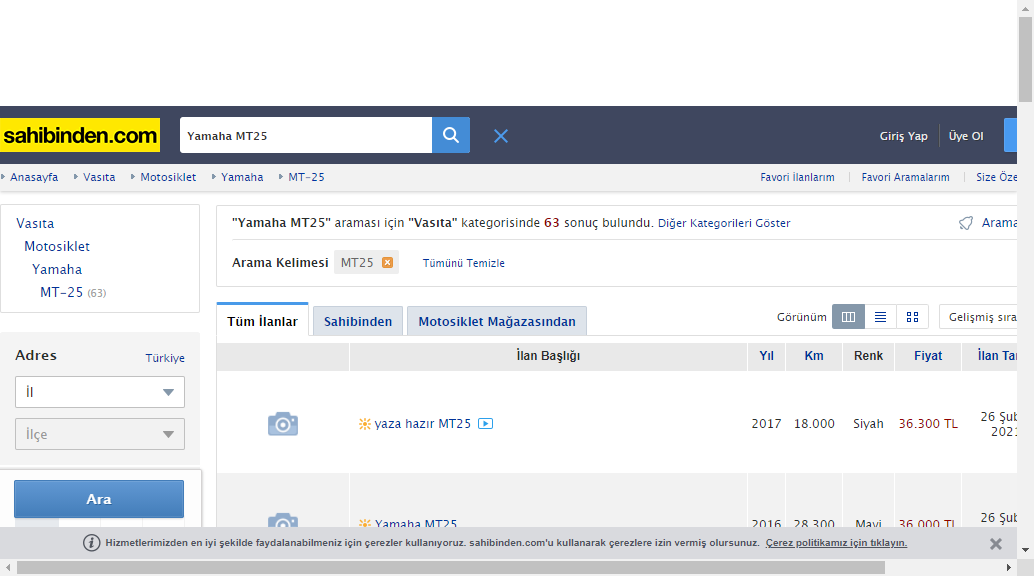 sahibinden.com
Yamaha MT25
Giriş Yap
Üye Ol
Anasayfa
Vasıta
Motosiklet
Yamaha
MT-25
Favori İlanlarım
Favori Aramalarım
Size Öze
Vasıta
Motosiklet
Yamaha
MT-25 (63)
"Yamaha MT25" araması için "Vasıta" kategorisinde 63 sonuç bulundu. Diğer Kategorileri Göster
Arama
Arama Kelimesi MT25 Tümünü Temizle
Tüm İlanlar
Sahibinden
Motosiklet Mağazasından
Görünüm
Gelişmiş sıra
Adres
Türkiye
İl
İlçe
Ara
İlan Başlığı Yıl Km Renk Fiyat İlan Tar
yaza hazır MT25 2017 18.000 Siyah 36.300 TL 26 Şub
2021
Yamaha MT25 2016 28.300 Mavi 36.000 TL 26 Şub
Hizmetlerimizden en iyi şekilde faydalanabilmeniz için çerezler kullanıyoruz. sahibinden.com'u kullanarak çerezlere izin vermiş olursunuz. Çerez politikamız için tıklayın.